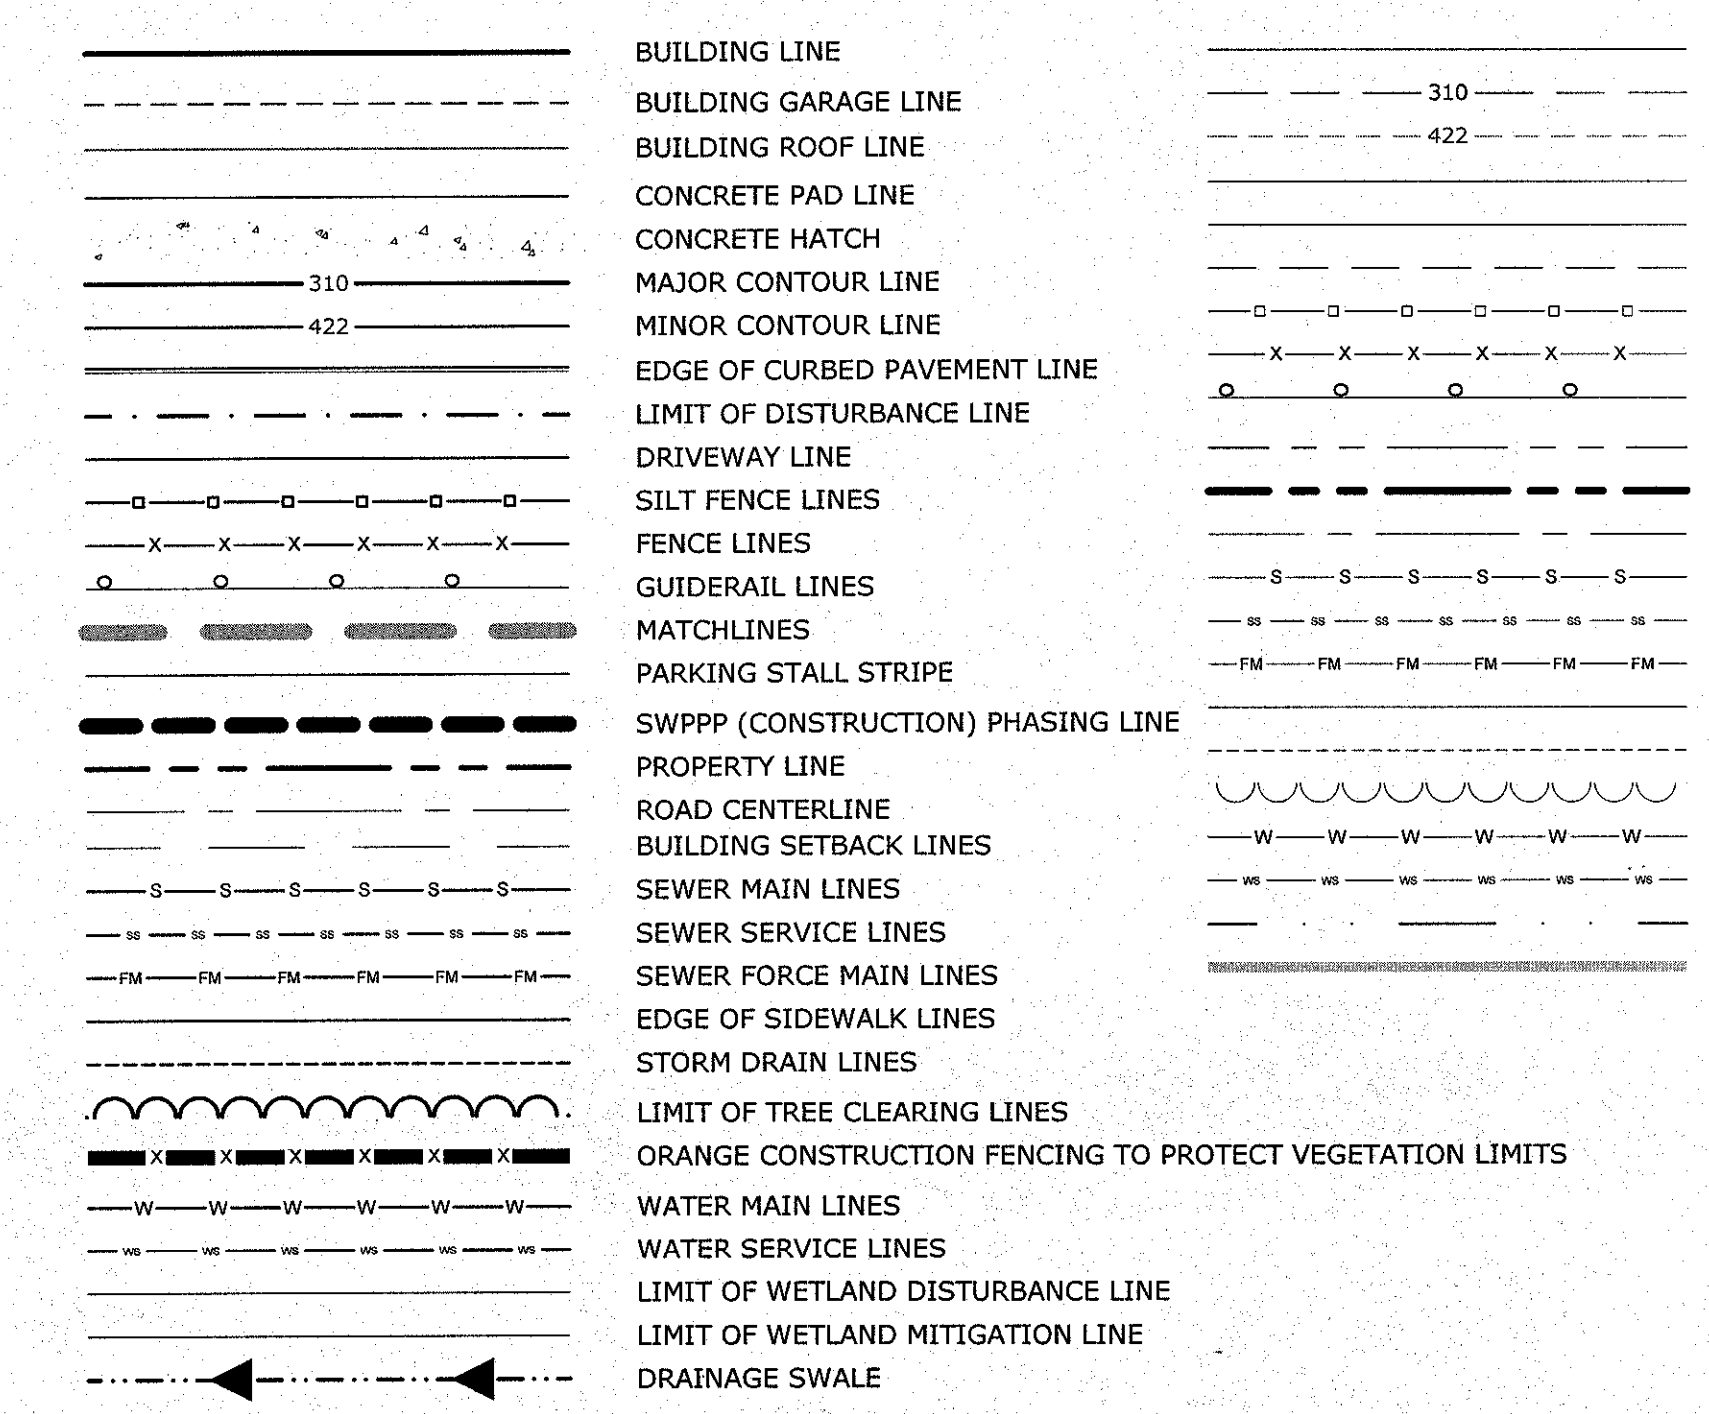 BUILDING LINE
BUILDING GARAGE LINE
BUILDING ROOF LINE
CONCRETE PAD LINE
CONCRETE HATCH
310 MAJOR CONTOUR LINE
422 MINOR CONTOUR LINE
EDGE OF CURBED PAVEMENT LINE
LIMIT OF DISTURBANCE LINE
DRIVEWAY LINE
SILT FENCE LINES
X X X X X X FENCE LINES
GUIDERAIL LINES
MATCHLINES
PARKING STALL STRIPE
SWPPP (CONSTRUCTION) PHASING LINE
PROPERTY LINE
ROAD CENTERLINE
BUILDING SETBACK LINES
S S S S S S SEWER MAIN LINES
SS SS SS SS SS SS SS SEWER SERVICE LINES
FM FM FM FM FM FM SEWER FORCE MAIN LINES
EDGE OF SIDEWALK LINES
STORM DRAIN LINES
LIMIT OF TREE CLEARING LINES
X X X X X X ORANGE CONSTRUCTION FENCING TO PROTECT VEGETATION LIMITS
W W W W W W WATER MAIN LINES
WS WS WS WS WS WS WATER SERVICE LINES
LIMIT OF WETLAND DISTURBANCE LINE
LIMIT OF WETLAND MITIGATION LINE
DRAINAGE SWALE
310
422
X X X X X X
S S S S S S
SS SS SS SS SS SS SS
FM FM FM FM FM FM
W W W W W W
WS WS WS WS WS WS